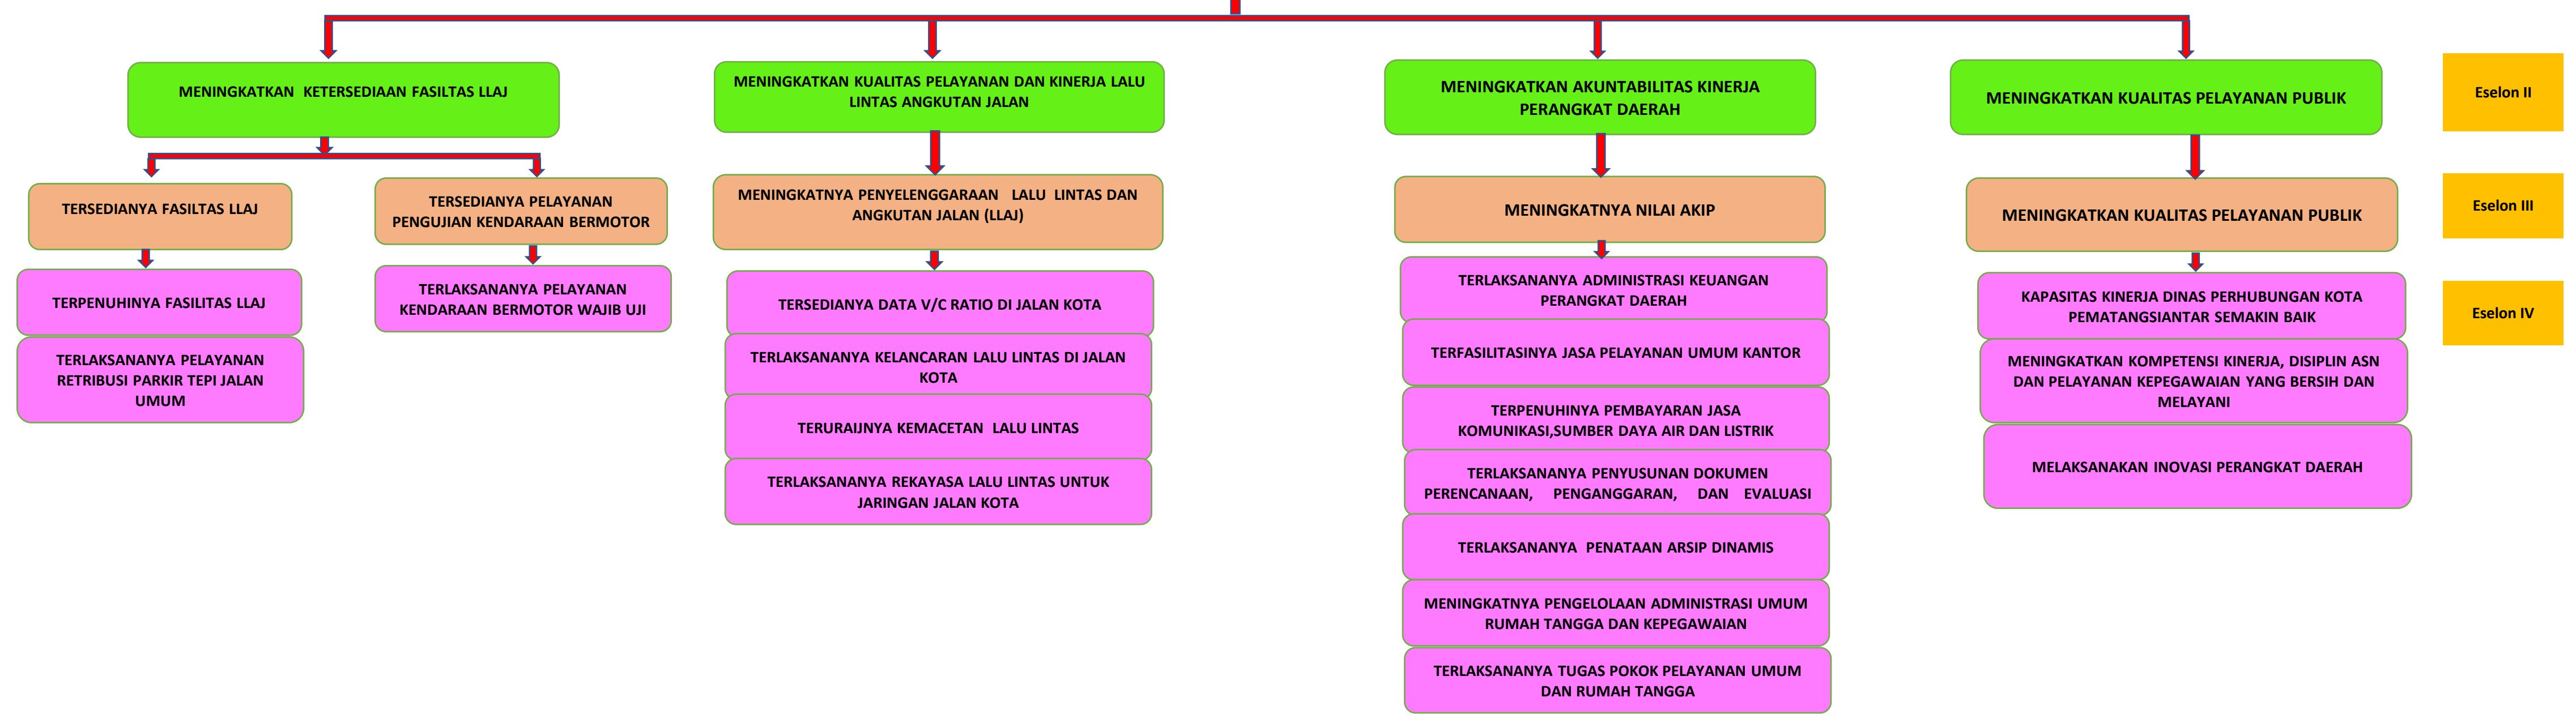 MENINGKATKAN KETERSEDIAAN FASILTAS LLAJ
MENINGKATKAN KUALITAS PELAYANAN DAN KINERJA LALU
LINTAS ANGKUTAN JALAN
MENINGKATKAN AKUNTABILITAS KINERJA
PERANGKAT DAERAH
MENINGKATKAN KUALITAS PELAYANAN PUBLIK
Eselon II
TERSEDIANYA FASILTAS LLAJ
TERSEDIANYA PELAYANAN
PENGUJIAN KENDARAAN BERMOTOR
MENINGKATNYA PENYELENGGARAAN LALU LINTAS DAN
ANGKUTAN JALAN (LLAJ)
MENINGKATNYA NILAI AKIP
MENINGKATKAN KUALITAS PELAYANAN PUBLIK
Eselon III
TERPENUHINYA FASILITAS LLAJ
TERLAKSANANYA PELAYANAN
RETRIBUSI PARKIR TEPI JALAN
UMUM
TERLAKSANANYA PELAYANAN
KENDARAAN BERMOTOR WAJIB UJI
TERSEDIANYA DATA V/C RATIO DI JALAN KOTA
TERLAKSANANYA KELANCARAN LALU LINTAS DI JALAN
KOTA
TERURAIJNYA KEMACETAN LALU LINTAS
TERLAKSANANYA REKAYASA LALU LINTAS UNTUK
JARINGAN JALAN KOTA
TERLAKSANANYA ADMINISTRASI KEUANGAN
PERANGKAT DAERAH
TERFASILITASINYA JASA PELAYANAN UMUM KANTOR
TERPENUHINYA PEMBAYARAN JASA
KOMUNIKASI,SUMBER DAYA AIR DAN LISTRIK
TERLAKSANANYA PENYUSUNAN DOKUMEN
PERENCANAAN, PENGANGGARAN, DAN EVALUASI
TERLAKSANANYA PENATAAN ARSIP DINAMIS
MENINGKATNYA PENGELOLAAN ADMINISTRASI UMUM
RUMAH TANGGA DAN KEPEGAWAIAN
TERLAKSANANYA TUGAS POKOK PELAYANAN UMUM
DAN RUMAH TANGGA
KAPASITAS KINERJA DINAS PERHUBUNGAN KOTA
PEMATANGSIANTAR SEMAKIN BAIK
MENINGKATKAN KOMPETENSI KINERJA, DISIPLIN ASN
DAN PELAYANAN KEPEGAWAIAN YANG BERSIH DAN
MELAYANI
MELAKSANAKAN INOVASI PERANGKAT DAERAH
Eselon IV